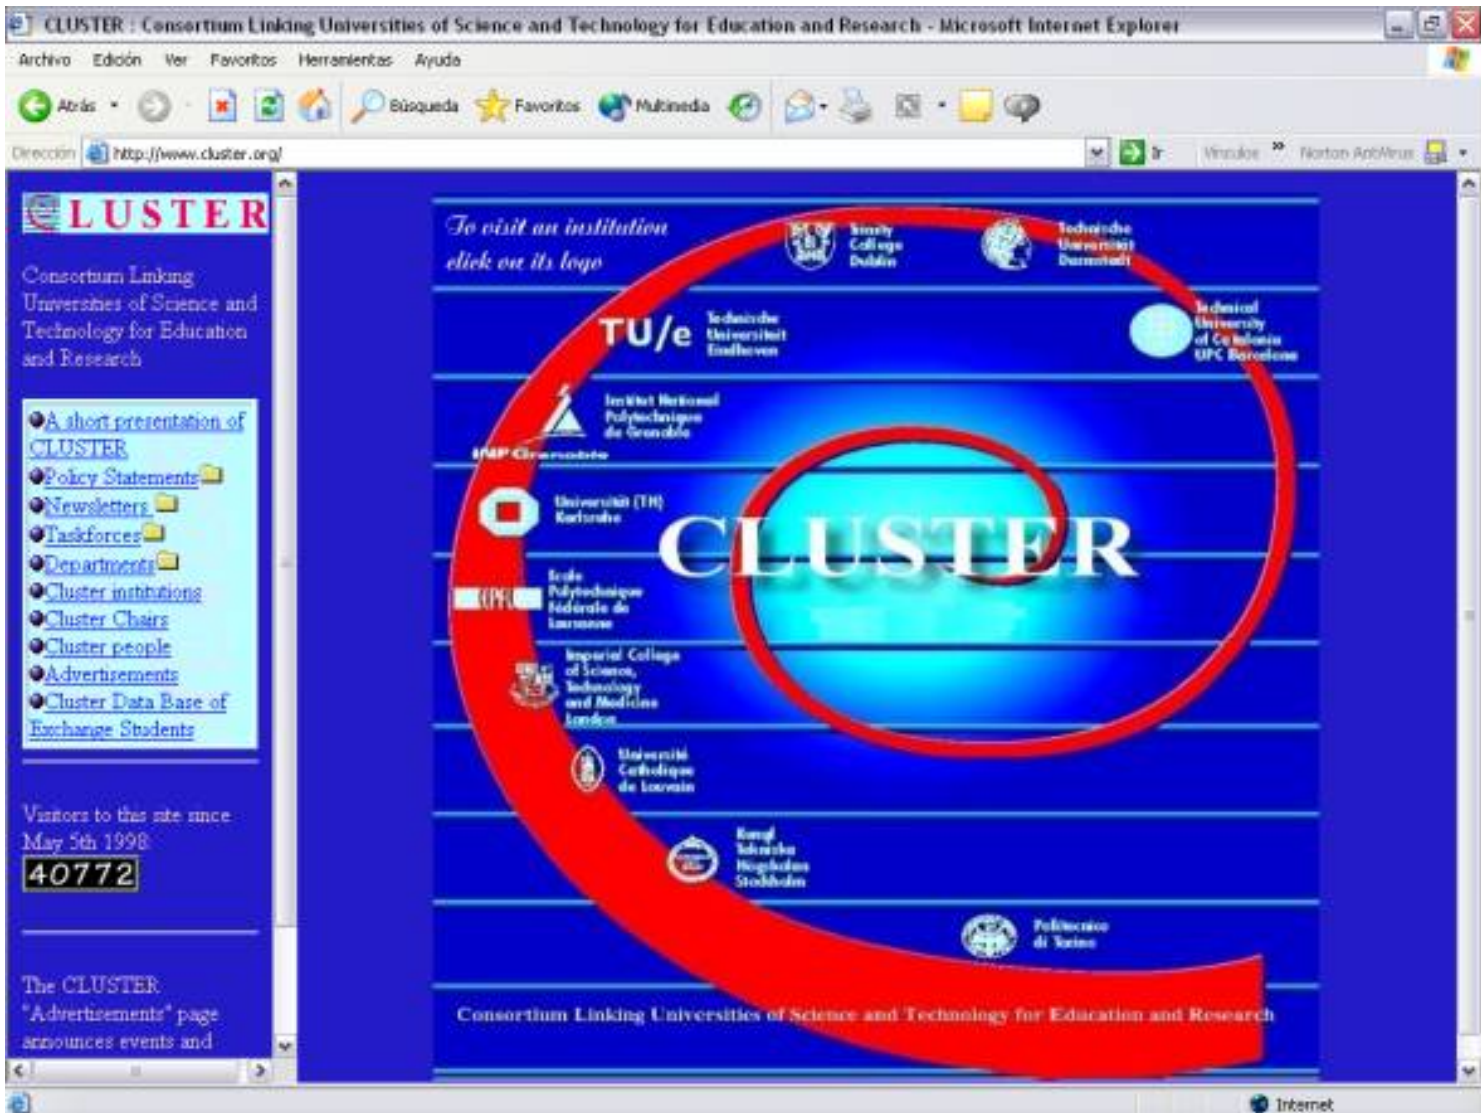 CLUSTER : Consortium Linking Universities of Science and Technology for Education and Research - Microsoft Internet Explorer
Archivo Edición Ver Favoritos Herramientas Ayuda
Atrás Búsqueda Favoritos Multimedia
Dirección http://www.cluster.org/ Ir Vínculos » Norton AntiVirus
CLUSTER
Consortium Linking
Universities of Science and
Technology for Education
and Research
A short presentation of
CLUSTER
Policy Statements
Newsletters
Taskforces
Departments
Cluster institutions
Cluster Chairs
Cluster people
Advertisements
Cluster Data Base of
Exchange Students
Visitors to this site since
May 5th 1998:
40772
The CLUSTER
"Advertisements" page
announces events and
To visit an institution
click on its logo
Trinity
College
Dublin
Technische
Universität
Darmstadt
TU/e
Technische
Universiteit
Eindhoven
Technical
University
of Catalonia
UPC Barcelona
Institut National
Polytechnique
de Grenoble
INP Grenoble
Universität (TH)
Karlsruhe
CLUSTER
EPFL
Ecole
Polytechnique
Fédérale de
Lausanne
Imperial College
of Science,
Technology
and Medicine
London
Université
Catholique
de Louvain
Kungl
Tekniska
Högskolan
Stockholm
Politecnico
di Torino
Consortium Linking Universities of Science and Technology for Education and Research
Internet